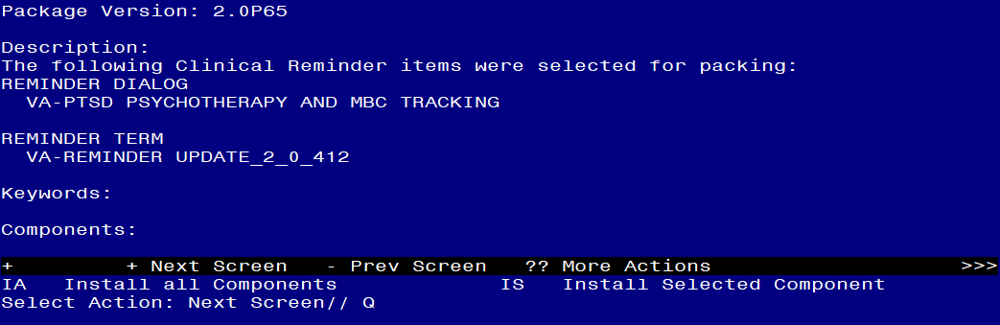 Package Version: 2.0P65
Description:
The following Clinical Reminder items were selected for packing:
REMINDER DIALOG
VA-PTSD PSYCHOTHERAPY AND MBC TRACKING
REMINDER TERM
VA-REMINDER UPDATE_2_0_412
Keywords:
Components:
+ + Next Screen - Prev Screen ?? More Actions >>>
IA Install all Components IS Install Selected Component
Select Action: Next Screen// Q